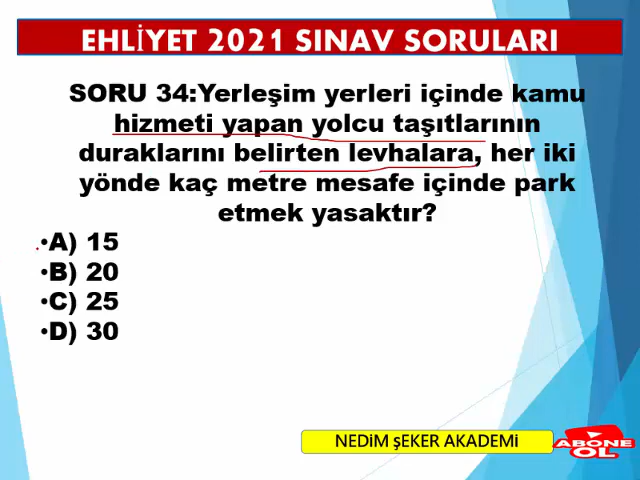 EHLİYET 2021 SINAV SORULARI
SORU 34:Yerleşim yerleri içinde kamu
hizmeti yapan yolcu taşıtlarının
duraklarını belirten levhalara, her iki
yönde kaç metre mesafe içinde park
etmek yasaktır?
•A) 15
•B) 20
•C) 25
•D) 30
NEDİM ŞEKER AKADEMİ
ABONE
OL